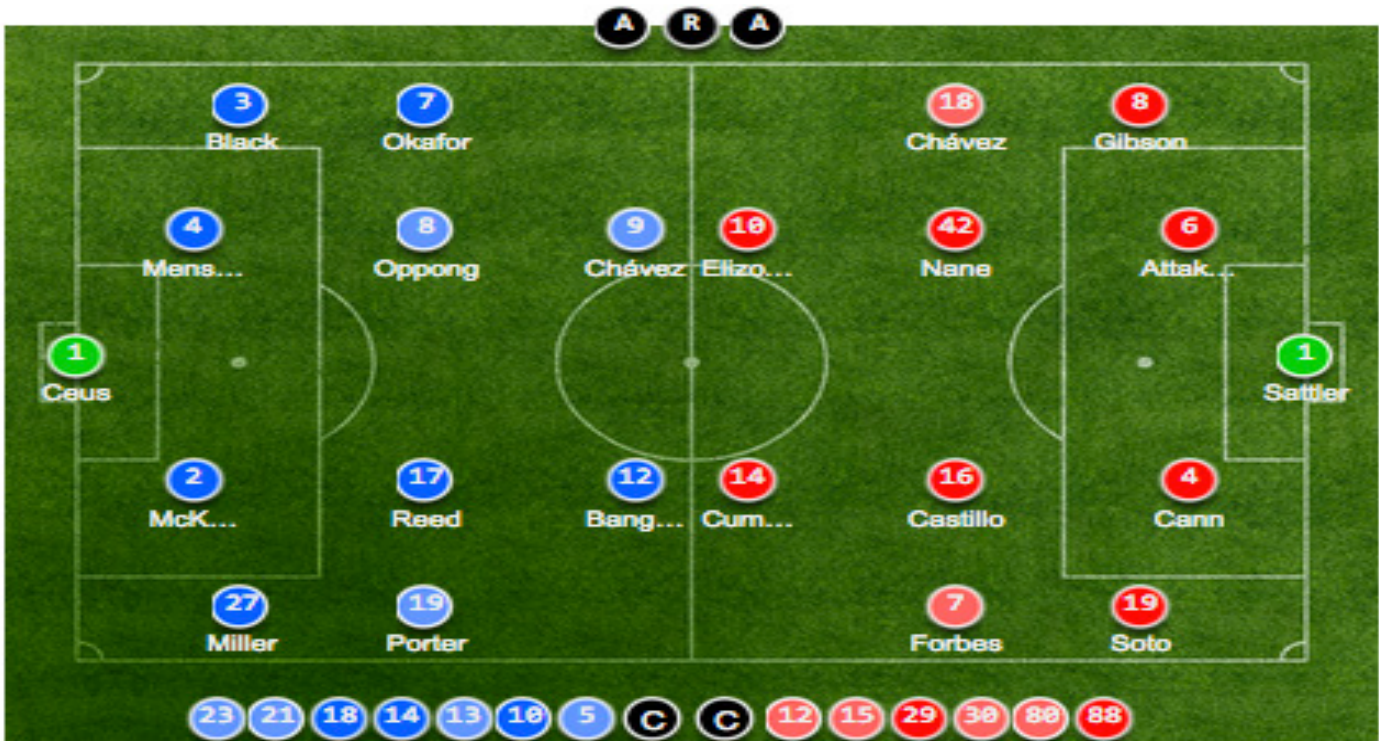 A R A
3 7 18 8
Black Okafor Chávez Gibson
4 8 9 10 42 6
Mens... Oppong Chávez Elizo... Nane Attak...
1 1
Ceus Sattler
2 17 12 14 16 4
McK... Reed Bang... Cum... Castillo Cann
27 19 7 19
Miller Porter Forbes Soto
23 21 18 14 13 10 5 C C 12 15 29 30 80 88